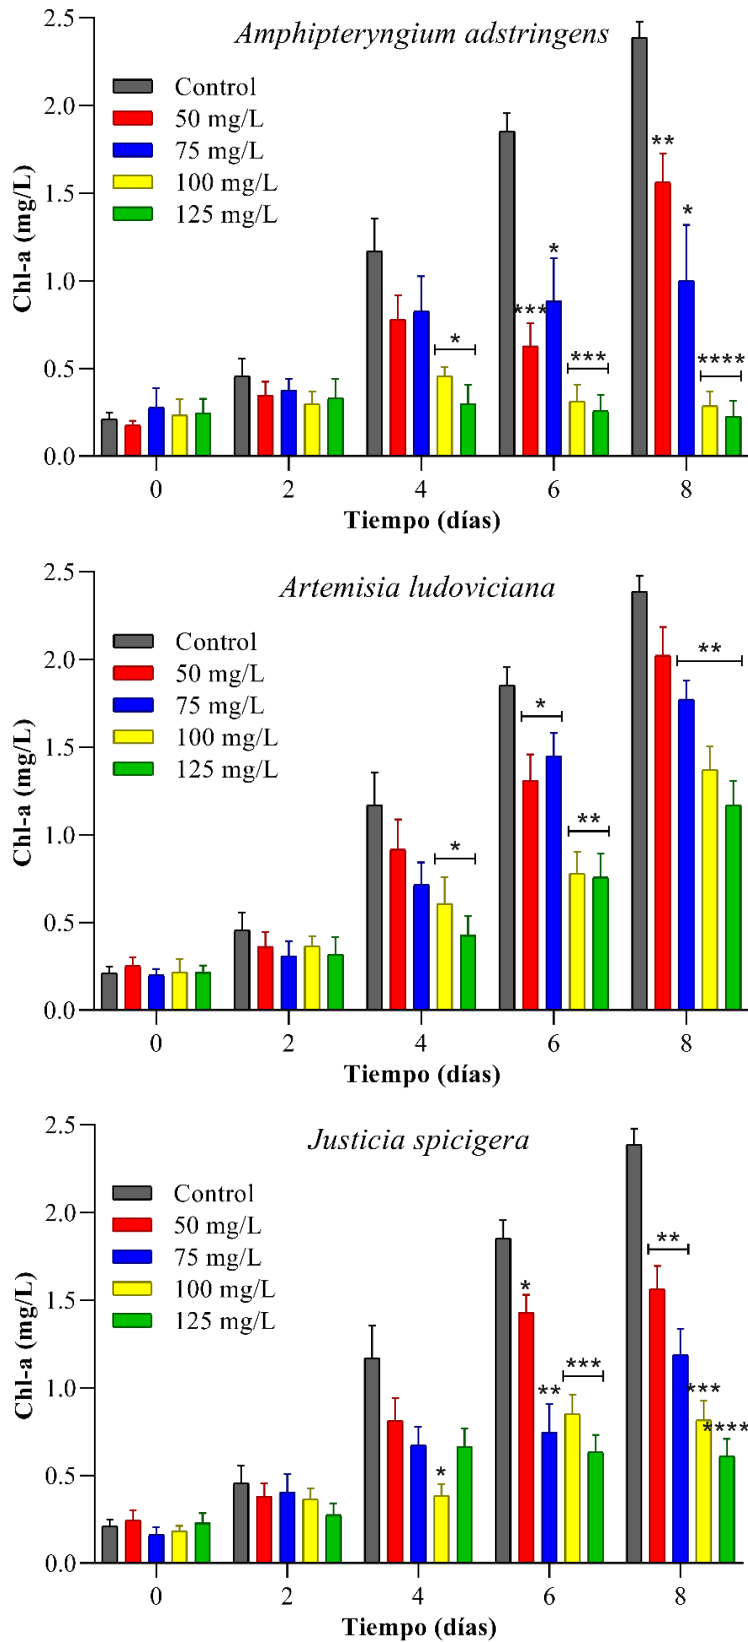 Amphipteryngium adstringens
Control
50 mg/L
75 mg/L
100 mg/L
125 mg/L
Chl-a (mg/L)
2.5
2.0
1.5
1.0
0.5
0.0
**
*
*
***
*
***
****
0 2 4 6 8
Tiempo (días)
Artemisia ludoviciana
Control
50 mg/L
75 mg/L
100 mg/L
125 mg/L
Chl-a (mg/L)
2.5
2.0
1.5
1.0
0.5
0.0
**
*
**
*
0 2 4 6 8
Tiempo (días)
Justicia spicigera
Control
50 mg/L
75 mg/L
100 mg/L
125 mg/L
Chl-a (mg/L)
2.5
2.0
1.5
1.0
0.5
0.0
**
*
***
**
***
****
*
0 2 4 6 8
Tiempo (días)